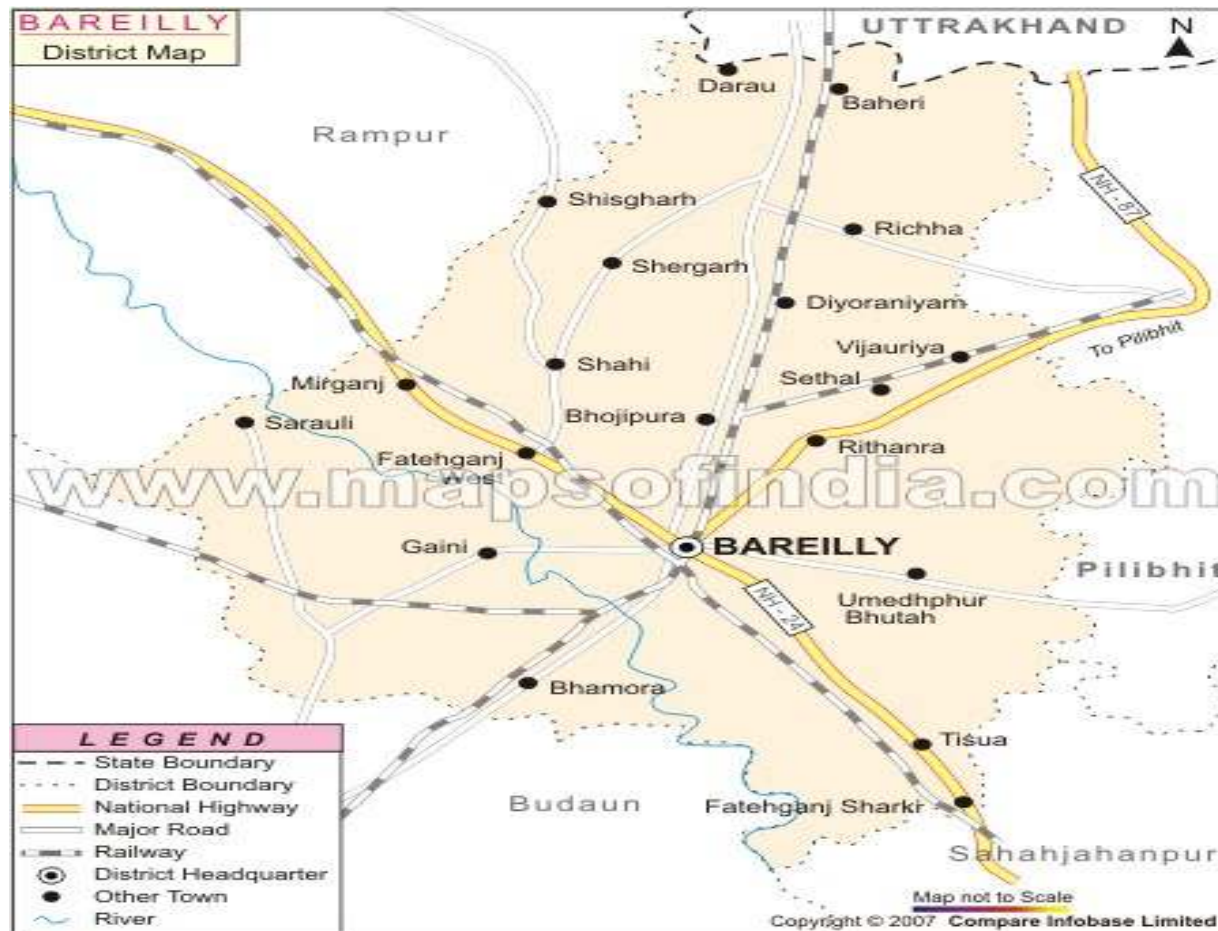 BAREILLY
District Map
UTTRAKHAND
N
Darau
Baheri
Rampur
NH - 87
Shisgharh
Richha
Shergarh
Diyoraniyam
To Pilibhit
Vijauriya
Shahi
Mirganj
Sethal
Sarauli
Bhojipura
Rithanra
Fatehganj
West
www.mapsofindia.com
Gaini
BAREILLY
Pilibhit
NH - 24
Umedhphur
Bhutah
Bhamora
Tisua
Budaun
Fatehganj Sharki
Sahahjahanpur
LEGEND
State Boundary
District Boundary
National Highway
Major Road
Railway
District Headquarter
Other Town
River
Map not to Scale
Copyright © 2007 Compare Infobase Limited